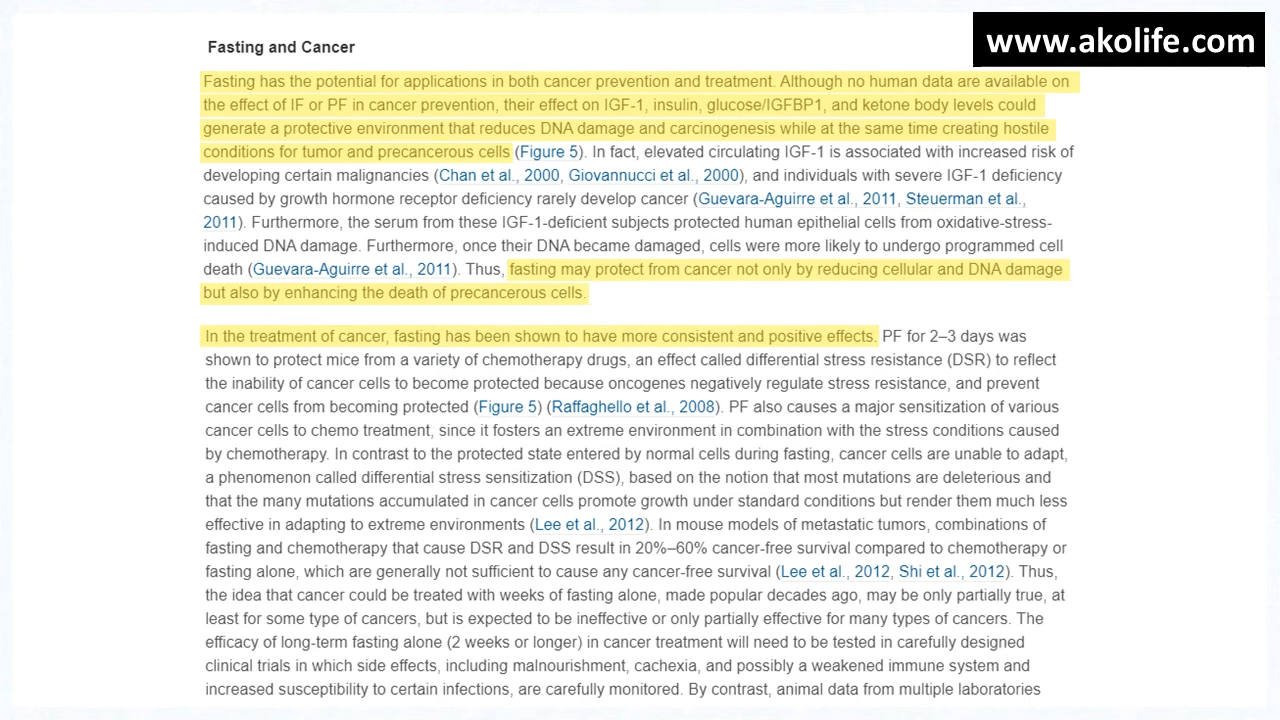 www.akolife.com
Fasting and Cancer
Fasting has the potential for applications in both cancer prevention and treatment. Although no human data are available on
the effect of IF or PF in cancer prevention, their effect on IGF-1, insulin, glucose/IGFBP1, and ketone body levels could
generate a protective environment that reduces DNA damage and carcinogenesis while at the same time creating hostile
conditions for tumor and precancerous cells (Figure 5). In fact, elevated circulating IGF-1 is associated with increased risk of
developing certain malignancies (Chan et al., 2000, Giovannucci et al., 2000), and individuals with severe IGF-1 deficiency
caused by growth hormone receptor deficiency rarely develop cancer (Guevara-Aguirre et al., 2011, Steuerman et al.,
2011). Furthermore, the serum from these IGF-1-deficient subjects protected human epithelial cells from oxidative-stress-
induced DNA damage. Furthermore, once their DNA became damaged, cells were more likely to undergo programmed cell
death (Guevara-Aguirre et al., 2011). Thus, fasting may protect from cancer not only by reducing cellular and DNA damage
but also by enhancing the death of precancerous cells.
In the treatment of cancer, fasting has been shown to have more consistent and positive effects. PF for 2–3 days was
shown to protect mice from a variety of chemotherapy drugs, an effect called differential stress resistance (DSR) to reflect
the inability of cancer cells to become protected because oncogenes negatively regulate stress resistance, and prevent
cancer cells from becoming protected (Figure 5) (Raffaghello et al., 2008). PF also causes a major sensitization of various
cancer cells to chemo treatment, since it fosters an extreme environment in combination with the stress conditions caused
by chemotherapy. In contrast to the protected state entered by normal cells during fasting, cancer cells are unable to adapt,
a phenomenon called differential stress sensitization (DSS), based on the notion that most mutations are deleterious and
that the many mutations accumulated in cancer cells promote growth under standard conditions but render them much less
effective in adapting to extreme environments (Lee et al., 2012). In mouse models of metastatic tumors, combinations of
fasting and chemotherapy that cause DSR and DSS result in 20%–60% cancer-free survival compared to chemotherapy or
fasting alone, which are generally not sufficient to cause any cancer-free survival (Lee et al., 2012, Shi et al., 2012). Thus,
the idea that cancer could be treated with weeks of fasting alone, made popular decades ago, may be only partially true, at
least for some type of cancers, but is expected to be ineffective or only partially effective for many types of cancers. The
efficacy of long-term fasting alone (2 weeks or longer) in cancer treatment will need to be tested in carefully designed
clinical trials in which side effects, including malnourishment, cachexia, and possibly a weakened immune system and
increased susceptibility to certain infections, are carefully monitored. By contrast, animal data from multiple laboratories